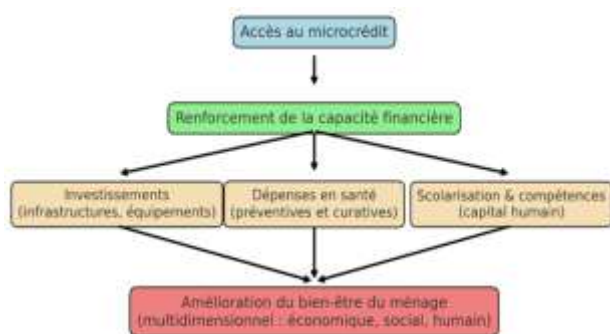 Accès au microcrédit
Renforcement de la capacité financière
Investissements
(infrastructures, équipements)
Dépenses en santé
(préventives et curatives)
Scolarisation & compétences
(capital humain)
Amélioration du bien-être du ménage
(multidimensionnel : économique, social, humain)